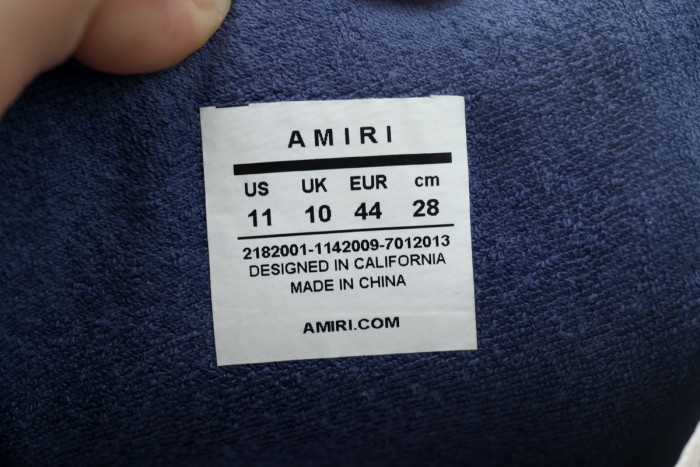 AMIRI
US UK EUR cm
11 10 44 28
2182001-1142009-7012013
DESIGNED IN CALIFORNIA
MADE IN CHINA
AMIRI.COM